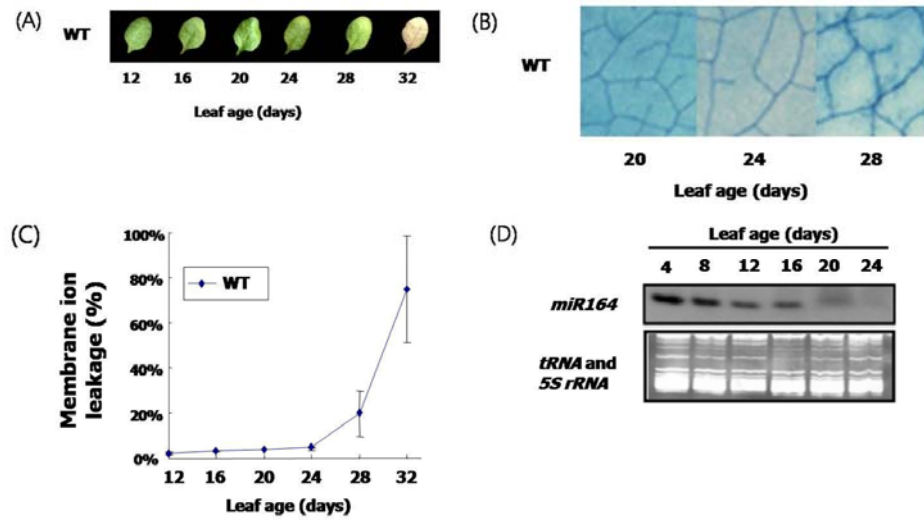 (A)
WT
12 16 20 24 28 32
Leaf age (days)
(B)
WT
20 24 28
Leaf age (days)
(C)
Membrane ion
leakage (%)
100%
80%
60%
40%
20%
0%
WT
12 16 20 24 28 32
Leaf age (days)
(D)
Leaf age (days)
4 8 12 16 20 24
miR164
tRNA and
5S rRNA